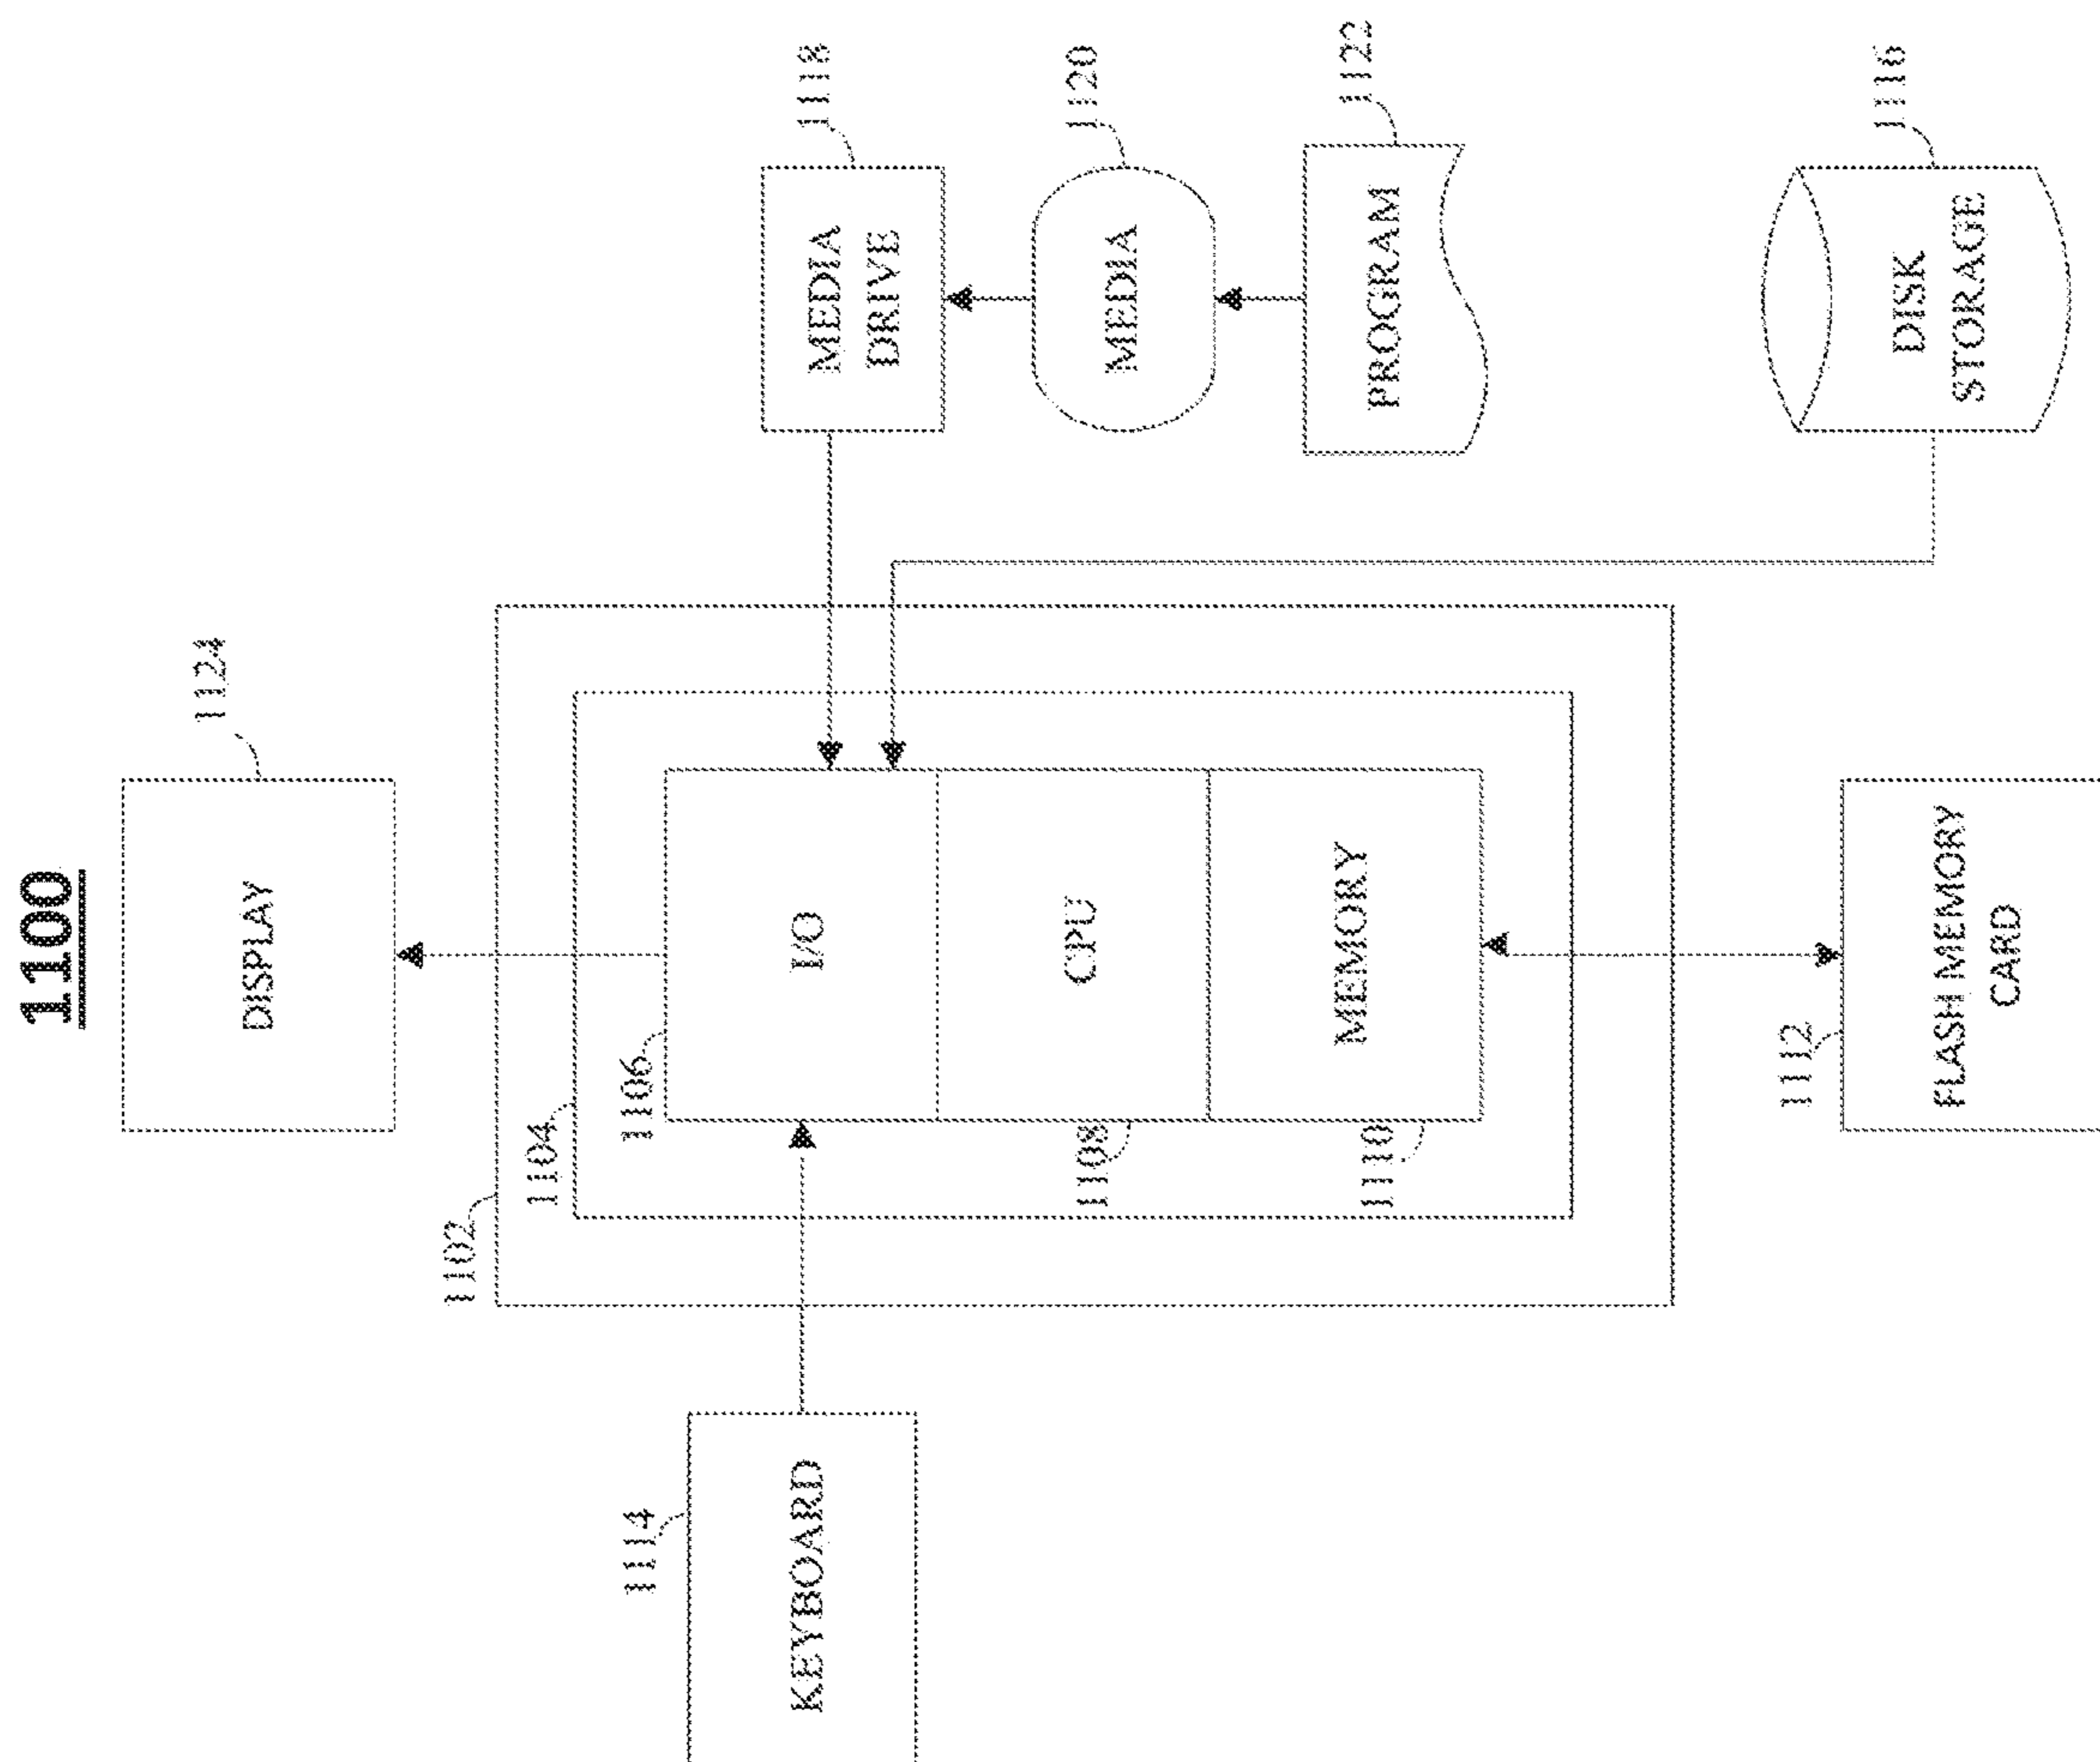 1100
DISPLAY
1124
1102
1104
1106
I/O
1108
CPU
1110
MEMORY
1114
KEYBOARD
1112
FLASH MEMORY
CARD
1118
MEDIA
DRIVE
1120
MEDIA
1122
PROGRAM
1116
DISK
STORAGE